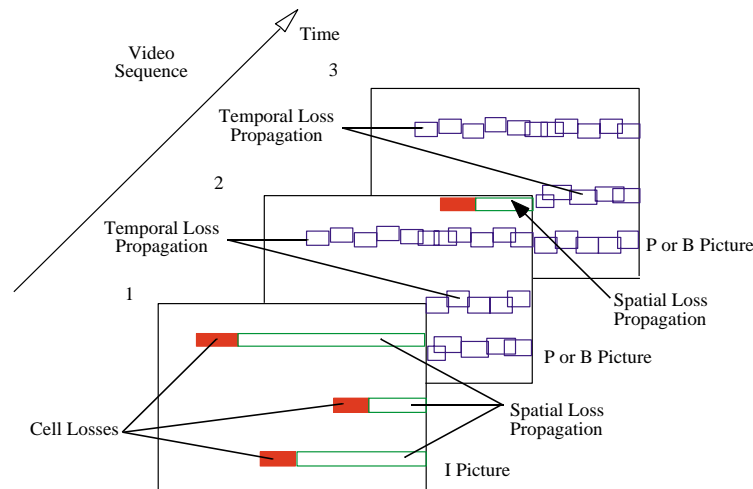 Time
Video
Sequence
3
Temporal Loss
Propagation
2
Temporal Loss
Propagation
P or B Picture
1
Spatial Loss
Propagation
P or B Picture
Cell Losses
Spatial Loss
Propagation
I Picture